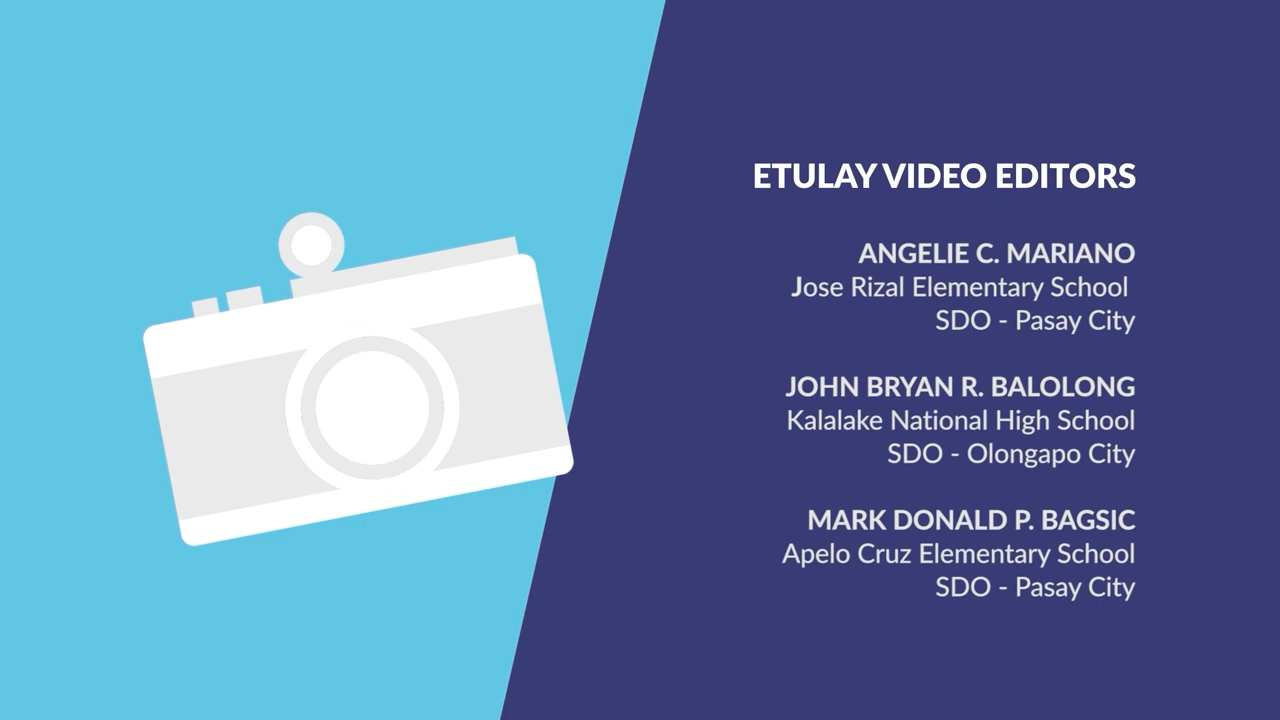 ETULAY VIDEO EDITORS
ANGELIE C. MARIANO
Jose Rizal Elementary School
SDO - Pasay City
JOHN BRYAN R. BALOLONG
Kalalake National High School
SDO - Olongapo City
MARK DONALD P. BAGSIC
Apelo Cruz Elementary School
SDO - Pasay City